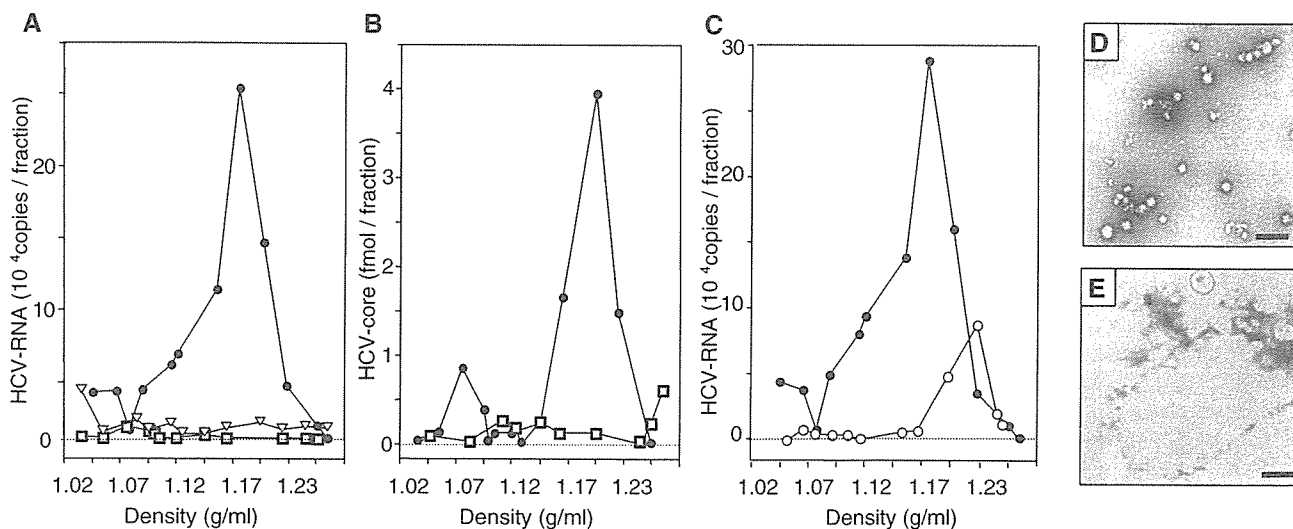 A
HCV-RNA (10 ⁴copies / fraction)
20
10
0
1.02 1.07 1.12 1.17 1.23
Density (g/ml)
B
HCV-core (fmol / fraction)
4
3
2
1
0
1.02 1.07 1.12 1.17 1.23
Density (g/ml)
C
HCV-RNA (10 ⁴copies / fraction)
30
20
10
0
1.02 1.07 1.12 1.17 1.23
Density (g/ml)
D
E